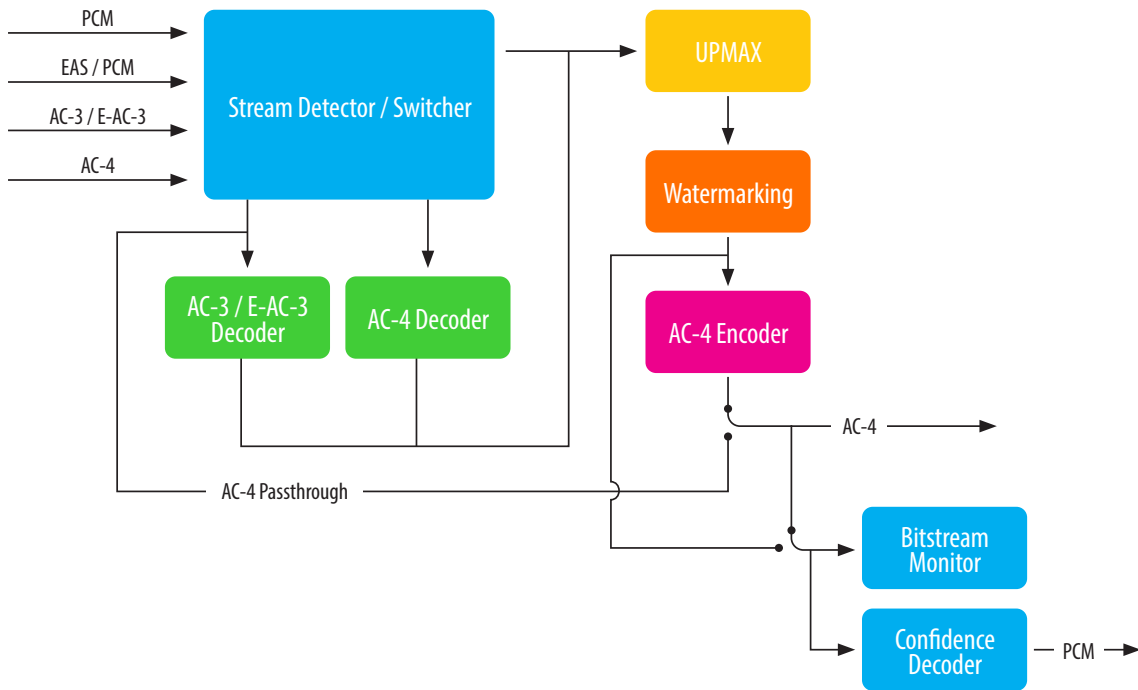 PCM
EAS / PCM
AC-3 / E-AC-3
AC-4
Stream Detector / Switcher
UPMAX
Watermarking
AC-3 / E-AC-3
Decoder
AC-4 Decoder
AC-4 Encoder
AC-4
AC-4 Passthrough
Bitstream
Monitor
Confidence
Decoder
PCM